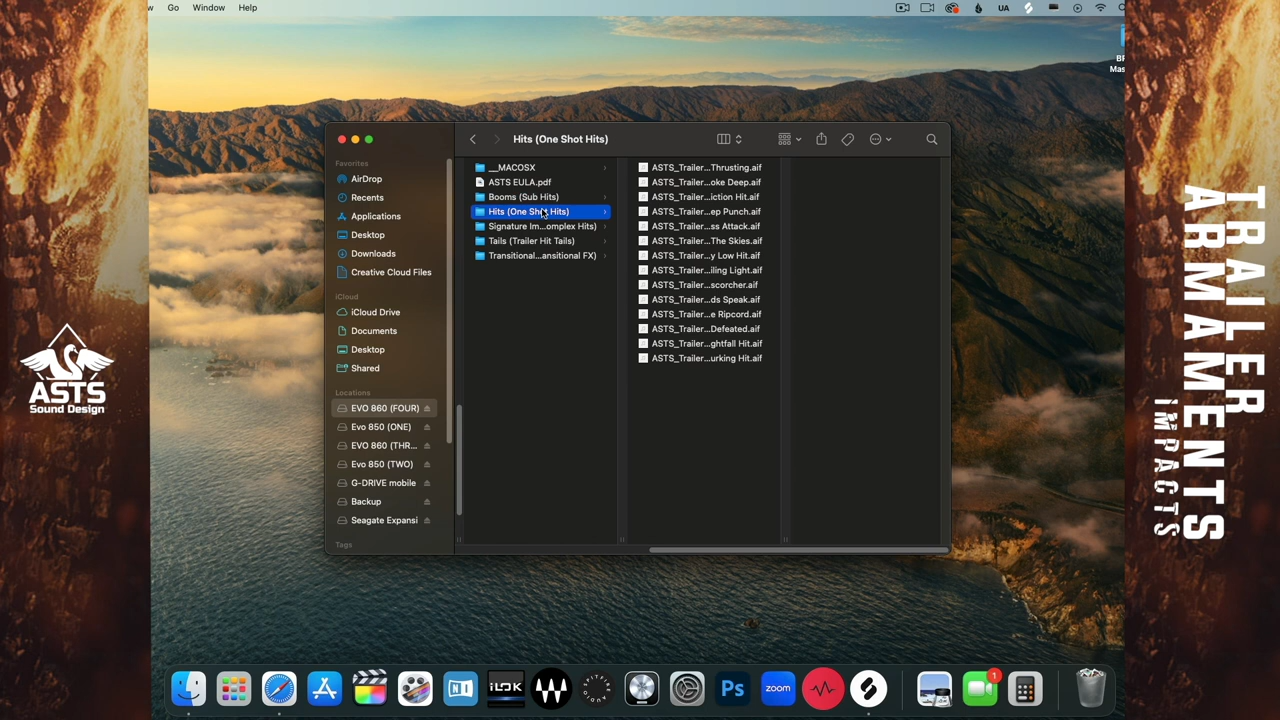 w Go Window Help
UA
BF
Mas
Hits (One Shot Hits)
Favorites
AirDrop
Recents
Applications
Desktop
Downloads
Creative Cloud Files
iCloud
iCloud Drive
Documents
Desktop
Shared
Locations
EVO 860 (FOUR)
Evo 850 (ONE)
EVO 860 (THR...
Evo 850 (TWO)
G-DRIVE mobile
Backup
Seagate Expansi
Tags
__MACOSX
ASTS EULA.pdf
Booms (Sub Hits)
Hits (One Shot Hits)
Signature Im...omplex Hits)
Tails (Trailer Hit Tails)
Transitional...ansitional FX)
ASTS_Trailer...Thrusting.aif
ASTS_Trailer...oke Deep.aif
ASTS_Trailer...iction Hit.aif
ASTS_Trailer...ep Punch.aif
ASTS_Trailer...ss Attack.aif
ASTS_Trailer...The Skies.aif
ASTS_Trailer...y Low Hit.aif
ASTS_Trailer...iling Light.aif
ASTS_Trailer...scorcher.aif
ASTS_Trailer...ds Speak.aif
ASTS_Trailer...e Ripcord.aif
ASTS_Trailer...Defeated.aif
ASTS_Trailer...ghtfall Hit.aif
ASTS_Trailer...urking Hit.aif
ASTS
Sound Design
TRAILER
ARMAMENTS
IMPACTS
iLOK
SPITFIRE
Ps
zoom
1